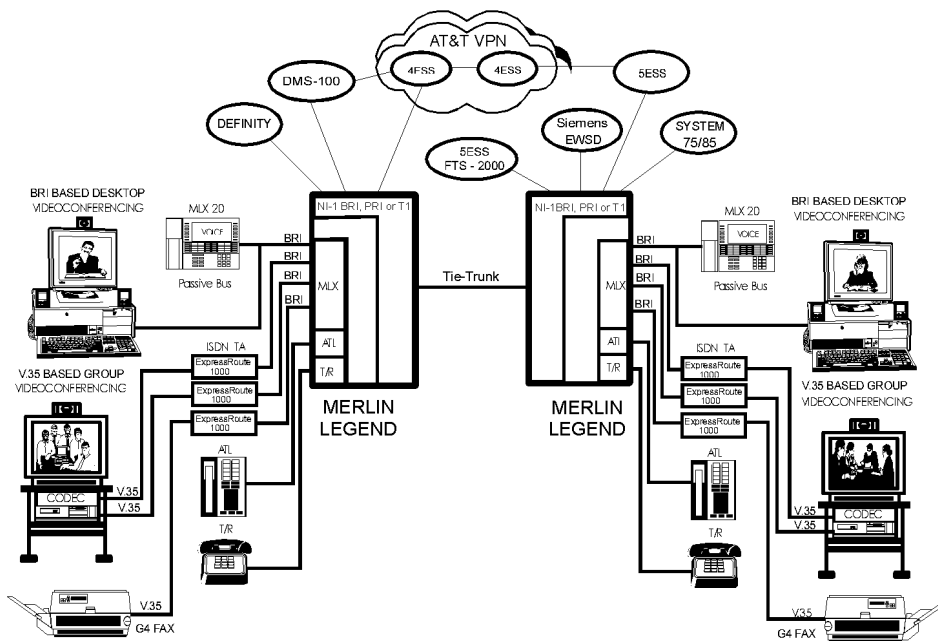 AT&T VPN
4ESS
4ESS
DMS-100
5ESS
DEFINITY
Siemens
EWSD
SYSTEM
75/85
5ESS
FTS - 2000
BRI BASED DESKTOP
VIDEOCONFERENCING
MLX 20
VOICE
Passive Bus
NI-1 BRI, PRI or T1
BRI
BRI
BRI
BRI
MLX
ATL
T/R
Tie-Trunk
NI-1BRI, PRI or T1
MLX
ATl
T/R
BRI
BRI
BRI
BRI
MLX 20
VOICE
Passive Bus
BRI BASED DESKTOP
VIDEOCONFERENCING
ISDN TA
ExpressRoute
1000
ExpressRoute
1000
ExpressRoute
1000
MERLIN
LEGEND
MERLIN
LEGEND
ISDN TA
ExpressRoute
1000
ExpressRoute
1000
ExpressRoute
1000
V.35 BASED GROUP
VIDEOCONFERENCING
CODEC
V.35
V.35
ATL
T/R
V.35
G4 FAX
V.35 BASED GROUP
VIDEOCONFERENCING
ATL
T/R
V.35
V.35
CODEC
V.35
G4 FAX